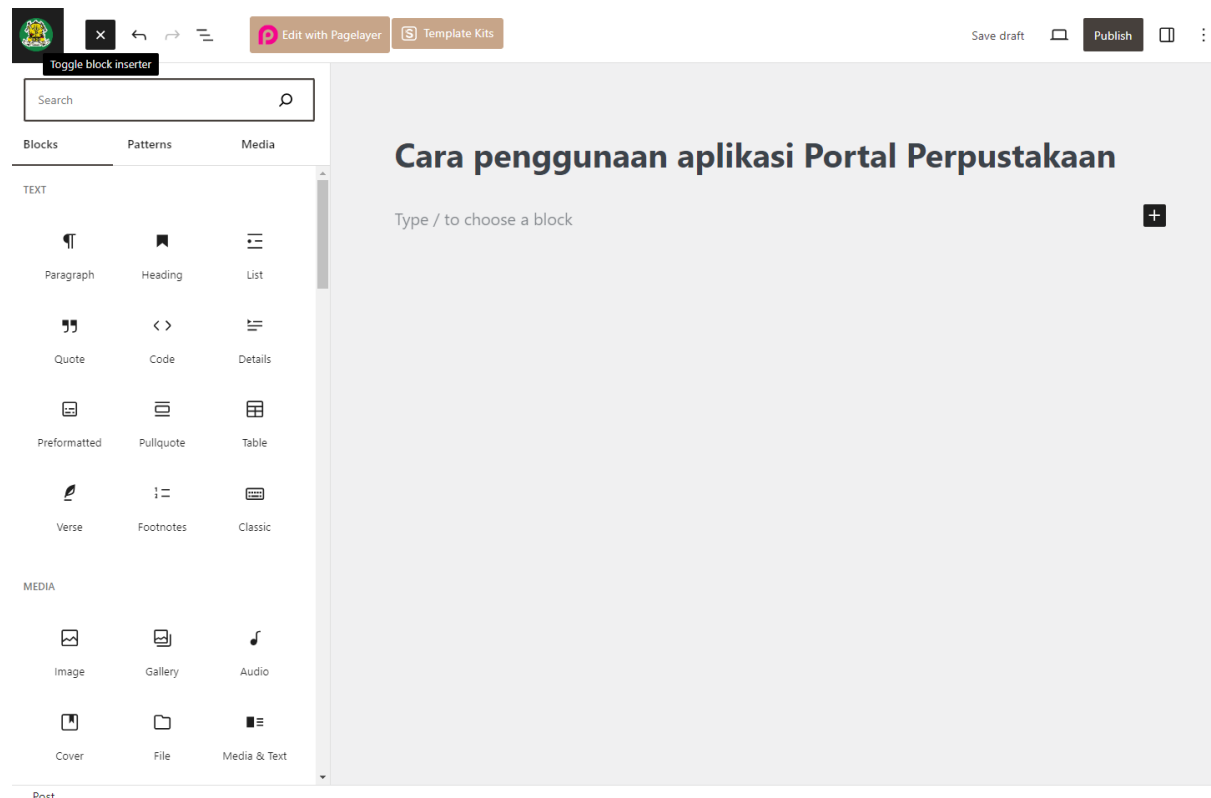 Edit with Pagelayer
S Template Kits
Save draft
Publish
Toggle block inserter
Search
Blocks Patterns Media
TEXT
Paragraph Heading List
Quote Code Details
Preformatted Pullquote Table
Verse Footnotes Classic
MEDIA
Image Gallery Audio
Cover File Media & Text
Cara penggunaan aplikasi Portal Perpustakaan
Type / to choose a block
Post